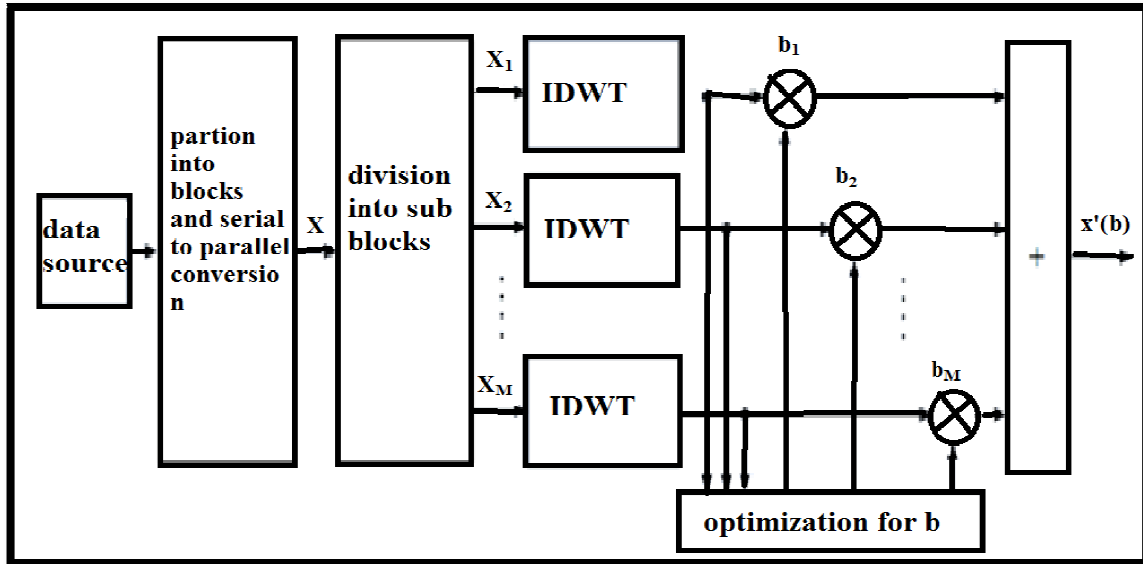 data
source
partion
into
blocks
and serial
to parallel
conversio
n
X
division
into sub
blocks
X1
IDWT
X2
IDWT
XM
IDWT
b1
b2
bM
+
x'(b)
optimization for b